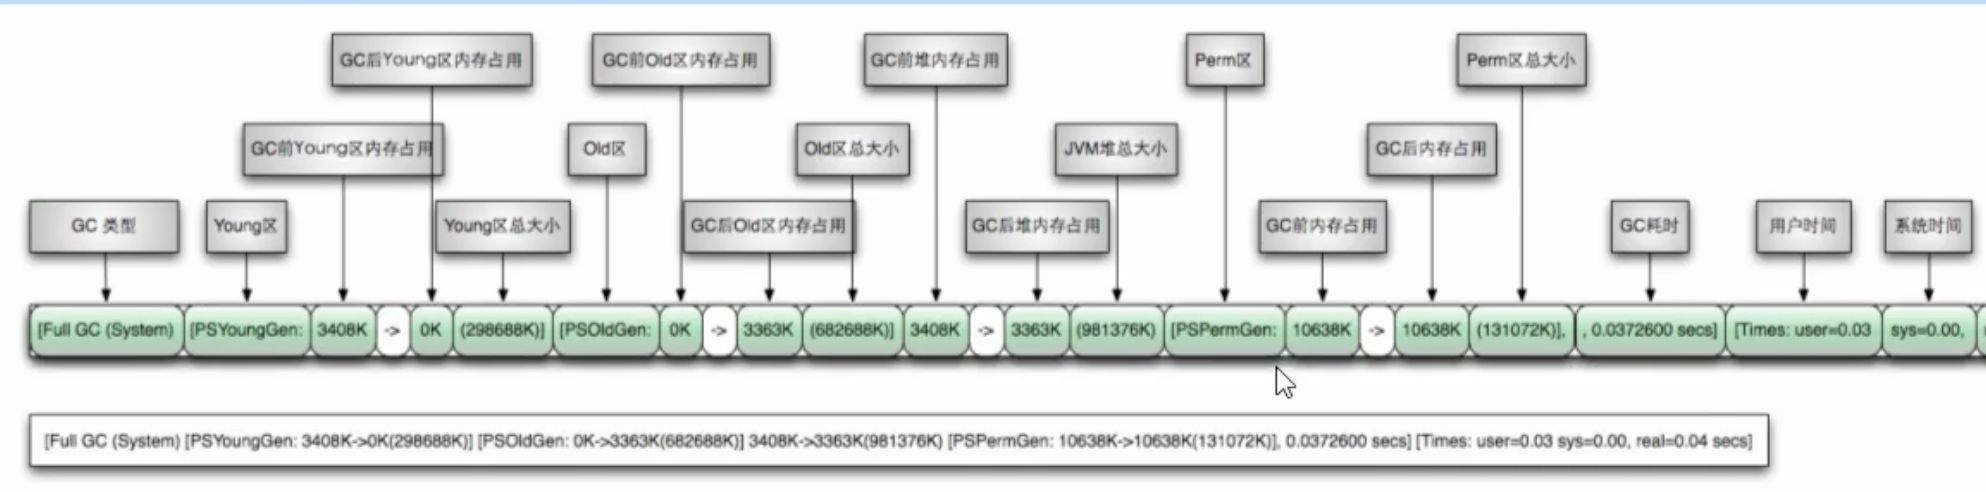 GC后Young区内存占用 GC前Old区内存占用 GC前堆内存占用 Perm区 Perm区总大小
GC前Young区内存占用 Old区 Old区总大小 JVM堆总大小 GC后内存占用
GC 类型 Young区 Young区总大小 GC后Old区内存占用 GC后堆内存占用 GC前内存占用 GC耗时 用户时间 系统时间
[Full GC (System) [PSYoungGen: 3408K -> 0K (298688K)] [PSOldGen: 0K -> 3363K (682688K)] 3408K -> 3363K (981376K) [PSPermGen: 10638K -> 10638K (131072K)], , 0.0372600 secs] [Times: user=0.03 sys=0.00,
[Full GC (System) [PSYoungGen: 3408K->0K(298688K)] [PSOldGen: 0K->3363K(682688K)] 3408K->3363K(981376K) [PSPermGen: 10638K->10638K(131072K)], 0.0372600 secs] [Times: user=0.03 sys=0.00, real=0.04 secs]